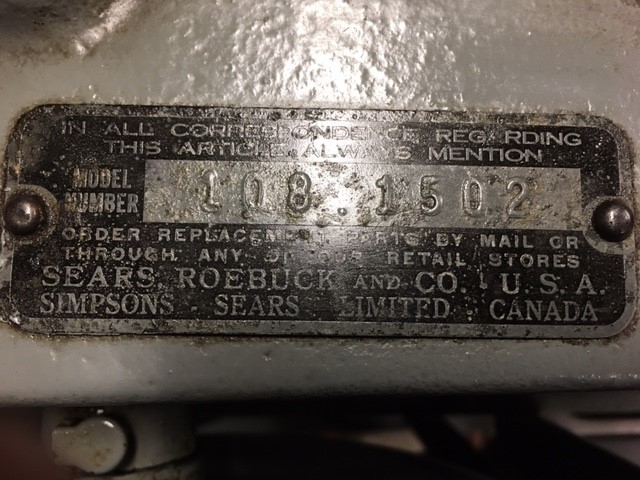 IN ALL CORRESPONDENCE REGARDING
THIS ARTICLE ALWAYS MENTION
MODEL NUMBER 108.1502
ORDER REPLACEMENT PARTS BY MAIL OR
THROUGH ANY OF OUR RETAIL STORES
SEARS, ROEBUCK AND CO. U.S.A.
SIMPSONS-SEARS LIMITED-CANADA